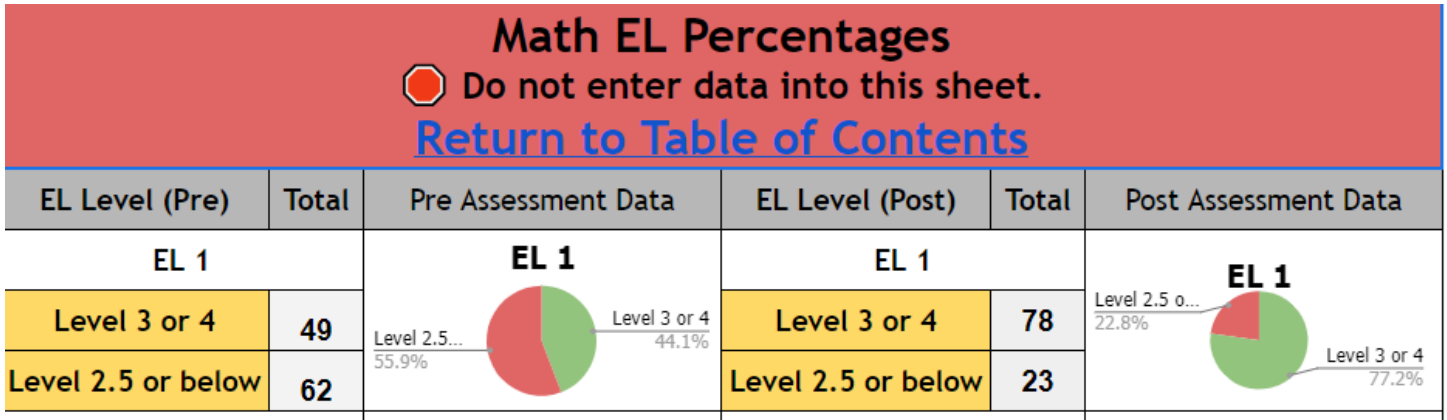 Math EL Percentages
Do not enter data into this sheet.
Return to Table of Contents
EL Level (Pre) Total Pre Assessment Data EL Level (Post) Total Post Assessment Data
EL 1
Level 3 or 4 49
Level 2.5 or below 62
EL 1
Level 3 or 4
44.1%
Level 2.5...
55.9%
EL 1
Level 3 or 4 78
Level 2.5 or below 23
EL 1
Level 2.5 o...
22.8%
Level 3 or 4
77.2%